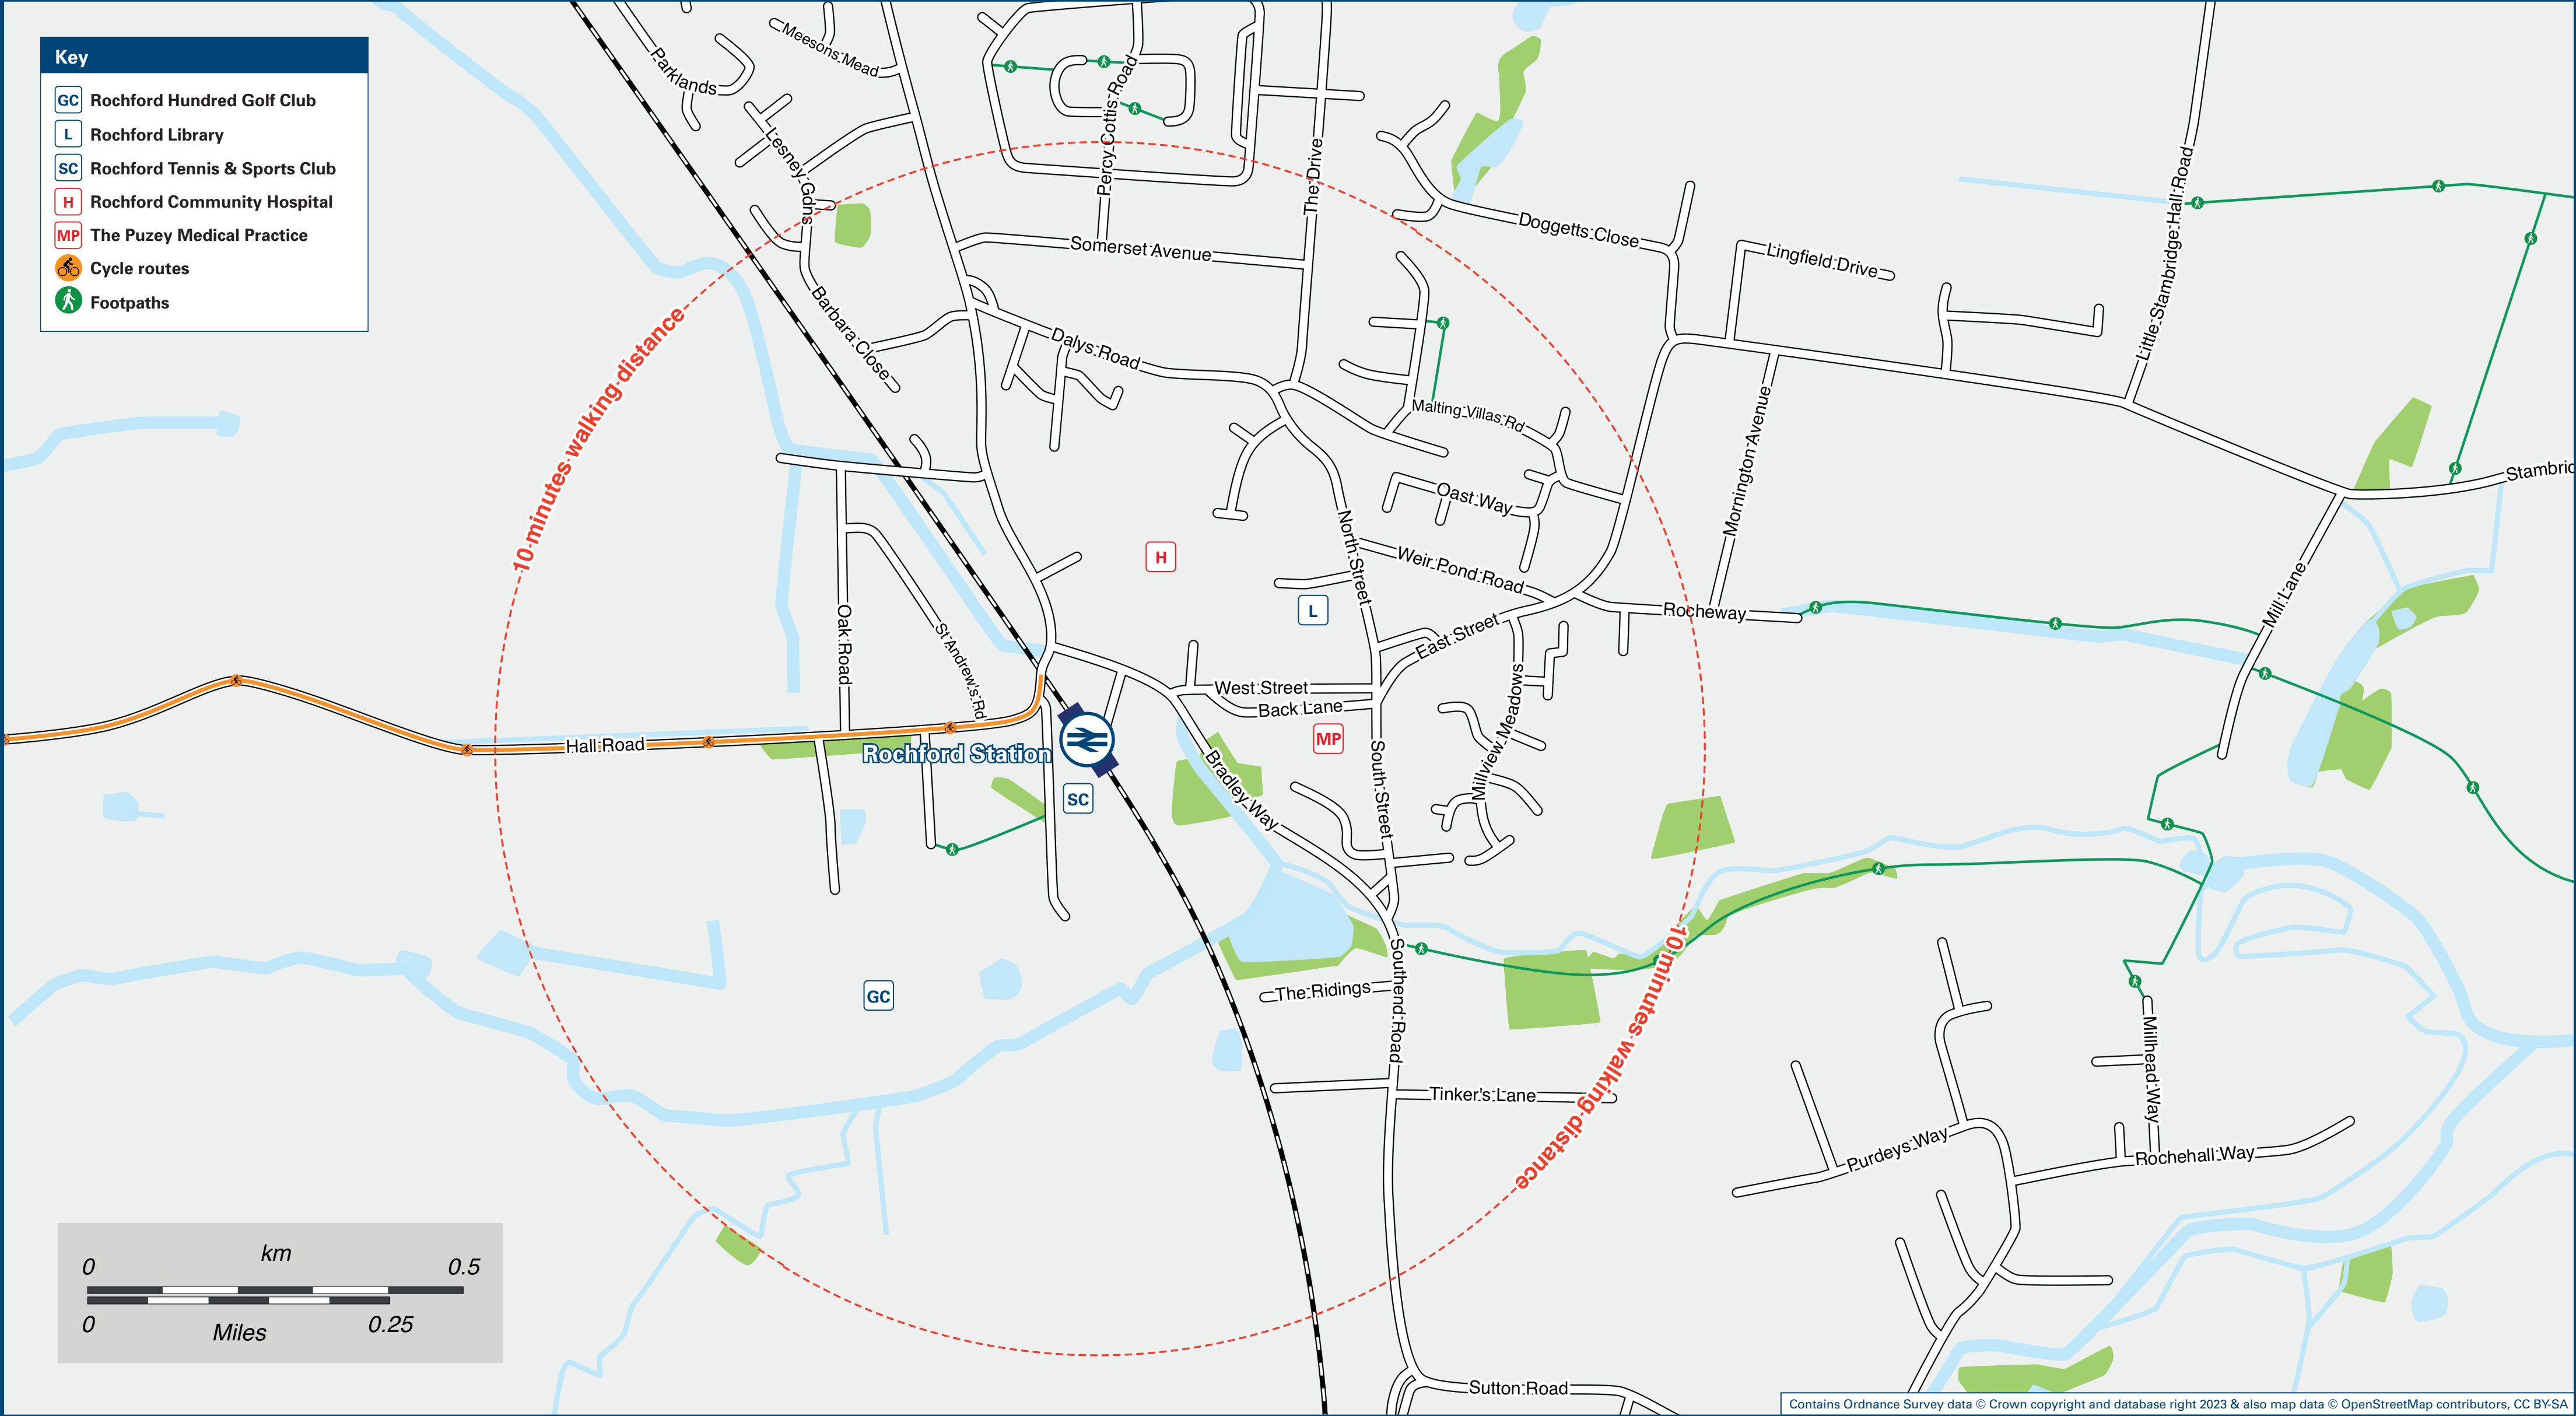 Key
GC Rochford Hundred Golf Club
L Rochford Library
SC Rochford Tennis & Sports Club
H Rochford Community Hospital
MP The Puzey Medical Practice
Cycle routes
Footpaths
Parklands
Meesons Mead
Lesney Gdns
Percy Cottis Road
The Drive
Somerset Avenue
Doggetts Close
Lingfield Drive
Little Stambridge Hall Road
Barbara Close
Dalys Road
10 minutes walking distance
Malting Villas Rd
Mornington Avenue
Oast Way
Stambrid
North Street
Weir Pond Road
H
L
Rocheway
Mill Lane
Oak Road
St Andrew's Rd
East Street
West Street
Back Lane
Millview Meadows
MP
Hall Road
Rochford Station
SC
Bradley Way
South Street
GC
The Ridings
Southend Road
10 minutes walking distance
Tinker's Lane
Millhead Way
Purdeys Way
Rochehall Way
Sutton Road
km
0 0.5
0 0.25
Miles
Contains Ordnance Survey data © Crown copyright and database right 2023 & also map data © OpenStreetMap contributors, CC BY-SA